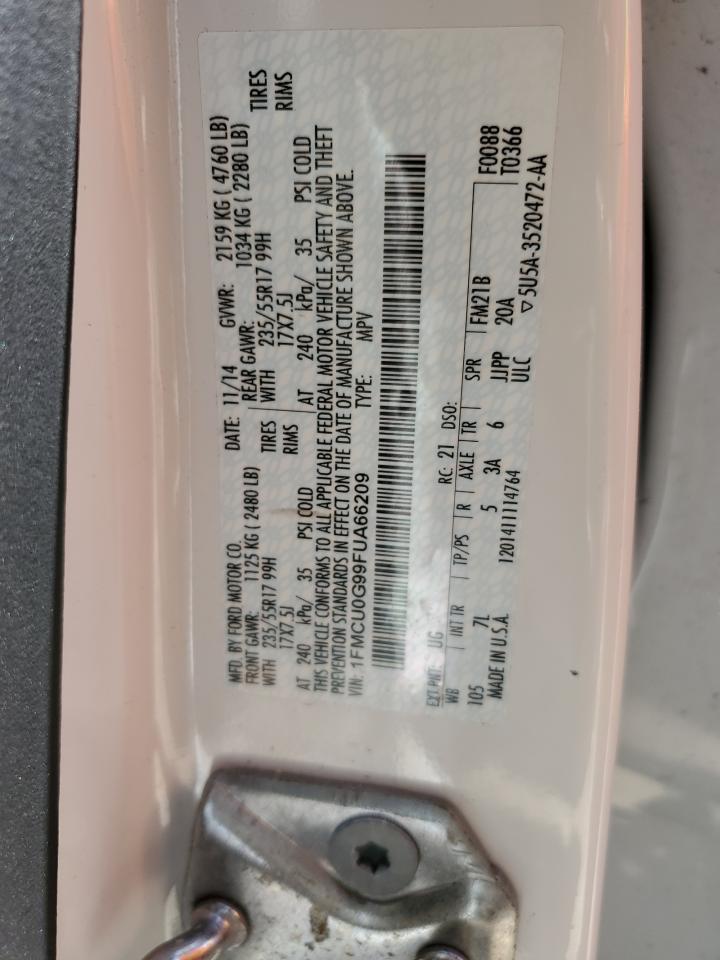 MFD. BY FORD MOTOR CO. DATE: 11/14 GVWR: 2159 KG ( 4760 LB)
FRONT GAWR: 1125 KG ( 2480 LB) REAR GAWR: 1034 KG ( 2280 LB)
WITH 235/55R17 99H TIRES WITH 235/55R17 99H TIRES
17X7.5J RIMS 17X7.5J RIMS
AT 240 kPa/ 35 PSI COLD AT 240 kPa/ 35 PSI COLD
THIS VEHICLE CONFORMS TO ALL APPLICABLE FEDERAL MOTOR VEHICLE SAFETY AND THEFT
PREVENTION STANDARDS IN EFFECT ON THE DATE OF MANUFACTURE SHOWN ABOVE.
VIN: 1FMCU0G99FUA66209 TYPE: MPV
EXT PNT: UG RC: 21 DSO: F0088
WB INT TR TP/PS R AXLE TR SPR FM21B T0366
105 7L 5 3A 6 JJPP 20A
MADE IN U.S.A. 1201411114764 ULC ▽5U5A-3520472-AA